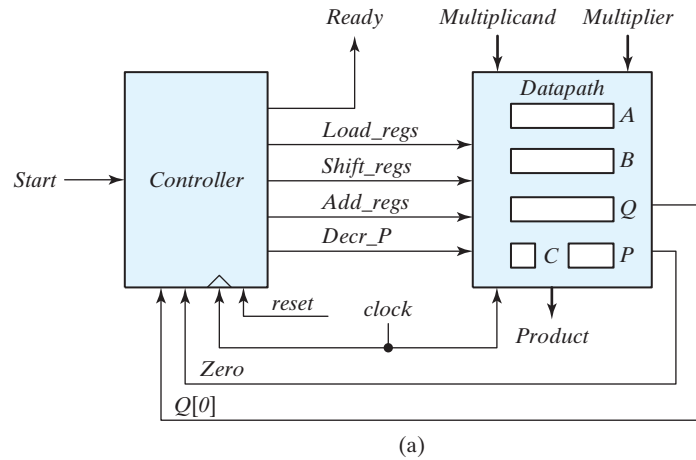 Ready
Multiplicand
Multiplier
Datapath
A
Load_regs
B
Start
Controller
Shift_regs
Add_regs
Q
Decr_P
C
P
reset
clock
Product
Zero
Q[0]
(a)